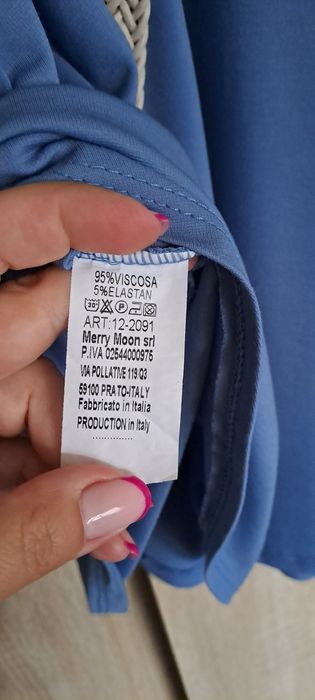 95%VISCOSA
5%ELASTAN
30°
ART:12-2091
Merry Moon srl
P.IVA 02544000975
VIA POLLATIVE 119/Q3
59100 PRATO-ITALY
Fabbricato in Italia
PRODUCTION in Italy
...............